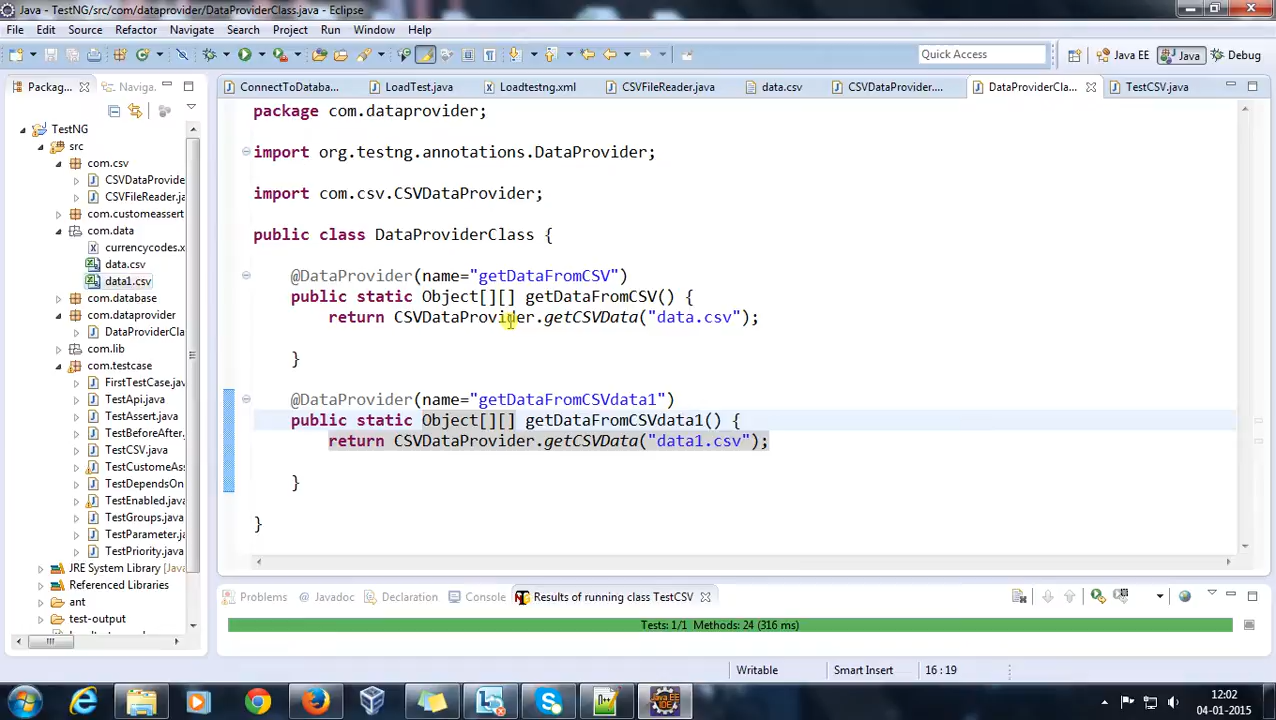 Java - TestNG/src/com/dataprovider/DataProviderClass.java - Eclipse
File Edit Source Refactor Navigate Search Project Run Window Help
Quick Access
Java EE
Java
Debug
Packag...
Naviga...
ConnectToDataba...
LoadTest.java
Loadtestng.xml
CSVFileReader.java
data.csv
CSVDataProvider....
DataProviderCla...
TestCSV.java
TestNG
src
com.csv
CSVDataProvide
CSVFileReader.ja
com.customeassert
com.data
currencycodes.x
data.csv
data1.csv
com.database
com.dataprovider
DataProviderCla
com.lib
com.testcase
FirstTestCase.jav
TestApi.java
TestAssert.java
TestBeforeAfter.
TestCSV.java
TestCustomeAss
TestDependsOn
TestEnabled.java
TestGroups.java
TestParameter.ja
TestPriority.java
JRE System Library [Ja
Referenced Libraries
ant
test-output
package com.dataprovider;
import org.testng.annotations.DataProvider;
import com.csv.CSVDataProvider;
public class DataProviderClass {
@DataProvider(name="getDataFromCSV")
public static Object[][] getDataFromCSV() {
return CSVDataProvider.getCSVData("data.csv");
}
@DataProvider(name="getDataFromCSVdata1")
public static Object[][] getDataFromCSVdata1() {
return CSVDataProvider.getCSVData("data1.csv");
}
}
Problems
Javadoc
Declaration
Console
Results of running class TestCSV
Tests: 1/1 Methods: 24 (316 ms)
Writable
Smart Insert
16 : 19
12:02
04-01-2015